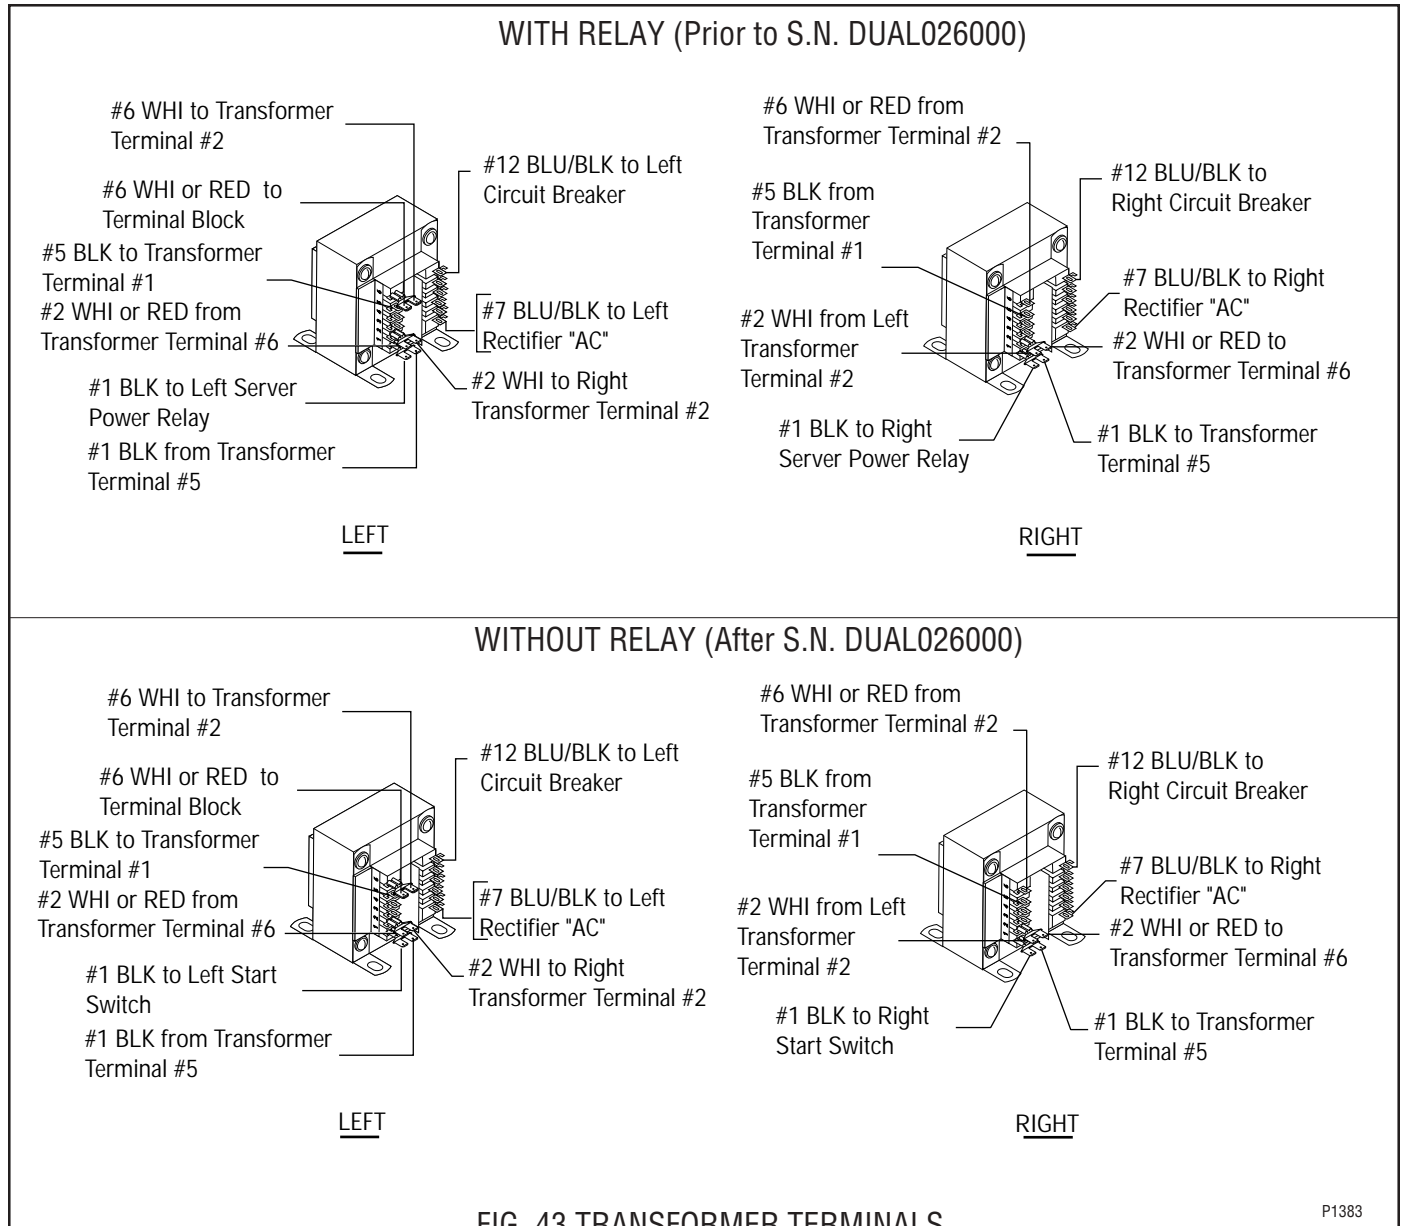 WITH RELAY (Prior to S.N. DUAL026000)
#6 WHI to Transformer
Terminal #2
#6 WHI or RED to
Terminal Block
#5 BLK to Transformer
Terminal #1
#2 WHI or RED from
Transformer Terminal #6
#1 BLK to Left Server
Power Relay
#1 BLK from Transformer
Terminal #5
#12 BLU/BLK to Left
Circuit Breaker
#7 BLU/BLK to Left
Rectifier "AC"
#2 WHI to Right
Transformer Terminal #2
LEFT
#6 WHI or RED from
Transformer Terminal #2
#5 BLK from
Transformer
Terminal #1
#2 WHI from Left
Transformer
Terminal #2
#1 BLK to Right
Server Power Relay
#12 BLU/BLK to
Right Circuit Breaker
#7 BLU/BLK to Right
Rectifier "AC"
#2 WHI or RED to
Transformer Terminal #6
#1 BLK to Transformer
Terminal #5
RIGHT
WITHOUT RELAY (After S.N. DUAL026000)
#6 WHI to Transformer
Terminal #2
#6 WHI or RED to
Terminal Block
#5 BLK to Transformer
Terminal #1
#2 WHI or RED from
Transformer Terminal #6
#1 BLK to Left Start
Switch
#1 BLK from Transformer
Terminal #5
#12 BLU/BLK to Left
Circuit Breaker
#7 BLU/BLK to Left
Rectifier "AC"
#2 WHI to Right
Transformer Terminal #2
LEFT
#6 WHI or RED from
Transformer Terminal #2
#5 BLK from
Transformer
Terminal #1
#2 WHI from Left
Transformer
Terminal #2
#1 BLK to Right
Start Switch
#12 BLU/BLK to
Right Circuit Breaker
#7 BLU/BLK to Right
Rectifier "AC"
#2 WHI or RED to
Transformer Terminal #6
#1 BLK to Transformer
Terminal #5
RIGHT
FIG. 43 TRANSFORMER TERMINALS
P1383